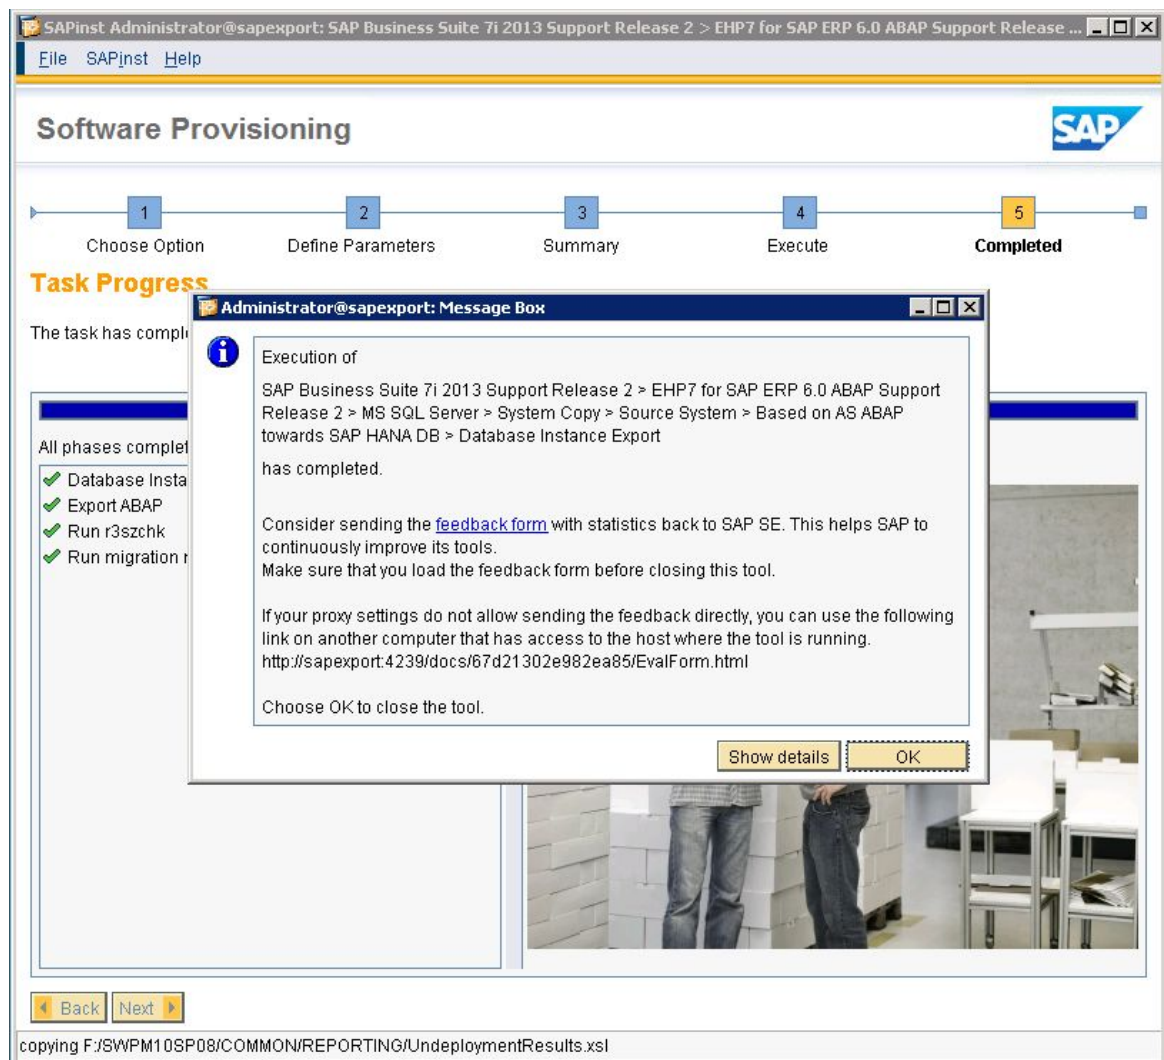 SAPinst Administrator@sapexport: SAP Business Suite 7i 2013 Support Release 2 > EHP7 for SAP ERP 6.0 ABAP Support Release ...
File SAPinst Help
Software Provisioning
SAP
1 2 3 4 5
Choose Option Define Parameters Summary Execute Completed
Task Progress
Administrator@sapexport: Message Box
The task has compl
Execution of
SAP Business Suite 7i 2013 Support Release 2 > EHP7 for SAP ERP 6.0 ABAP Support
Release 2 > MS SQL Server > System Copy > Source System > Based on AS ABAP
towards SAP HANA DB > Database Instance Export
has completed.
All phases complet
Database Insta
Export ABAP
Run r3szchk
Run migration
Consider sending the feedback form with statistics back to SAP SE. This helps SAP to
continuously improve its tools.
Make sure that you load the feedback form before closing this tool.
If your proxy settings do not allow sending the feedback directly, you can use the following
link on another computer that has access to the host where the tool is running.
http://sapexport:4239/docs/67d21302e982ea85/EvalForm.html
Choose OK to close the tool.
Show details OK
Back Next
copying F:/SWPM10SP08/COMMON/REPORTING/UndeploymentResults.xsl